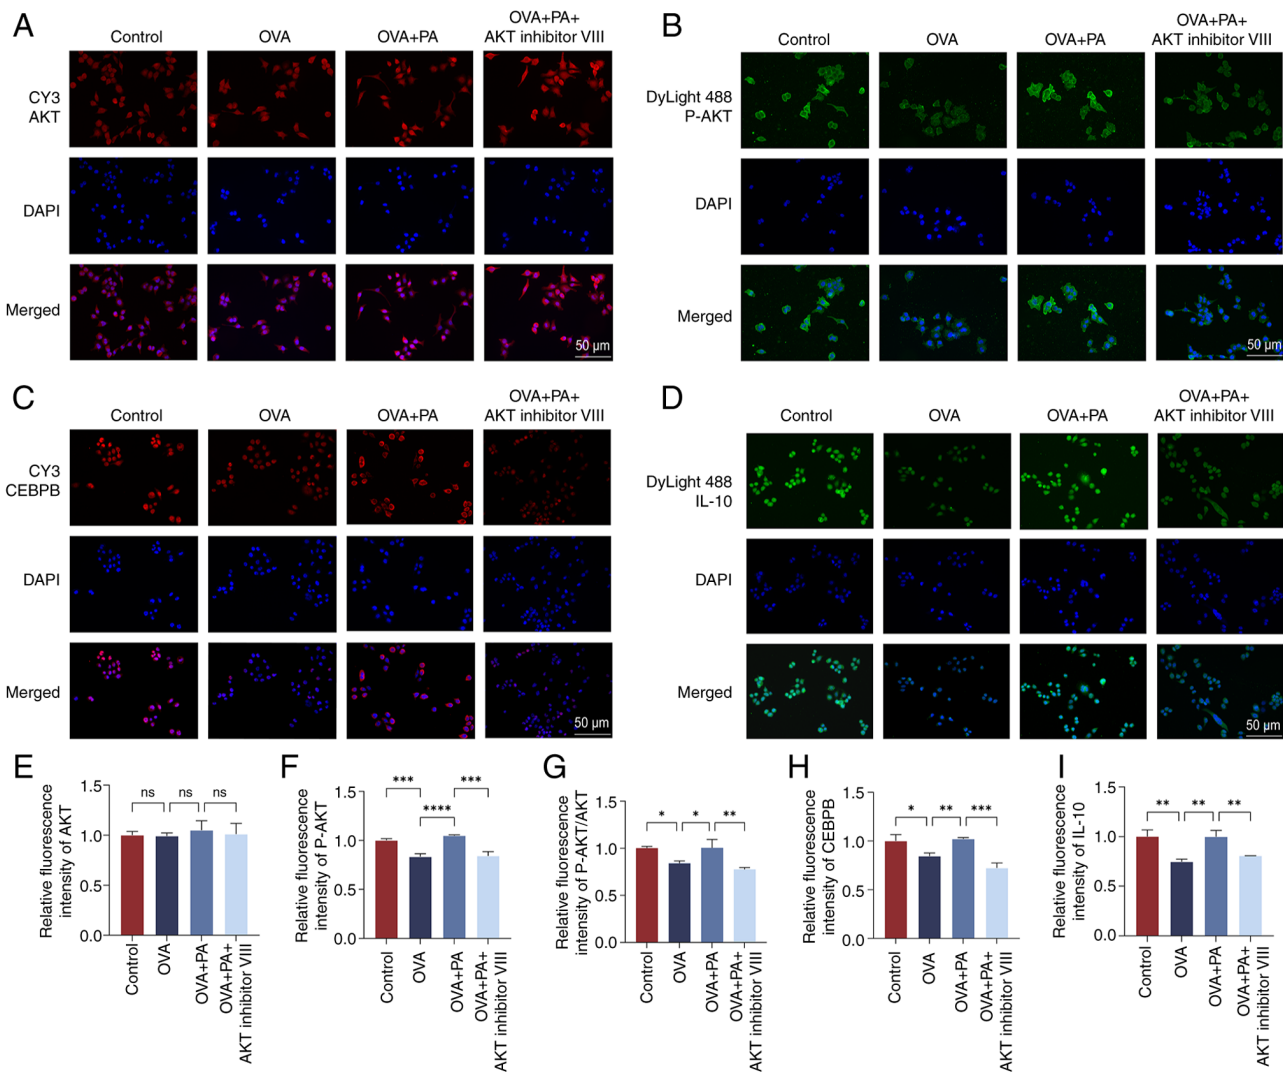 A
Control
OVA
OVA+PA
OVA+PA+
AKT inhibitor VIII
CY3
AKT
DAPI
Merged
50 µm
B
Control
OVA
OVA+PA
OVA+PA+
AKT inhibitor VIII
DyLight 488
P-AKT
DAPI
Merged
50 µm
C
Control
OVA
OVA+PA
OVA+PA+
AKT inhibitor VIII
CY3
CEBPB
DAPI
Merged
50 µm
D
Control
OVA
OVA+PA
OVA+PA+
AKT inhibitor VIII
DyLight 488
IL-10
DAPI
Merged
50 µm
E
Relative fluorescence
intensity of AKT
1.5
1.0
0.5
0.0
ns
ns
ns
Control
OVA
OVA+PA
OVA+PA+
AKT inhibitor VIII
F
Relative fluorescence
intensity of P-AKT
1.5
1.0
0.5
0.0
***
***
****
Control
OVA
OVA+PA
OVA+PA+
AKT inhibitor VIII
G
Relative fluorescence
intensity of P-AKT/AKT
1.5
1.0
0.5
0.0
*
*
**
Control
OVA
OVA+PA
OVA+PA+
AKT inhibitor VIII
H
Relative fluorescence
intensity of CEBPB
1.5
1.0
0.5
0.0
*
**
***
Control
OVA
OVA+PA
OVA+PA+
AKT inhibitor VIII
I
Relative fluorescence
intensity of IL-10
1.5
1.0
0.5
0.0
**
**
**
Control
OVA
OVA+PA
OVA+PA+
AKT inhibitor VIII